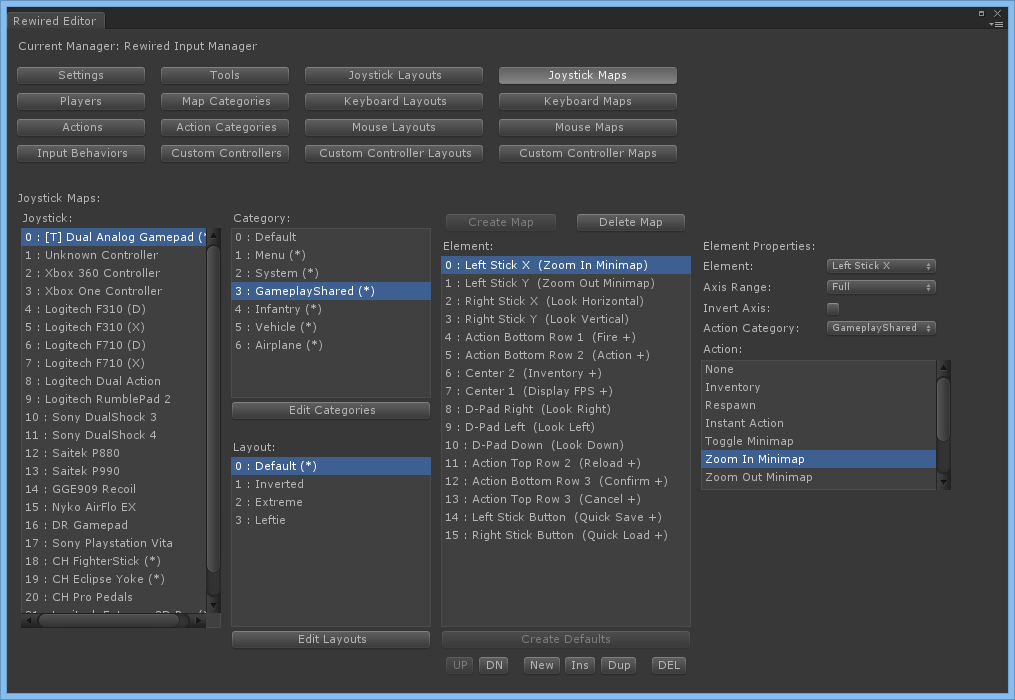 Rewired Editor
Current Manager: Rewired Input Manager
Settings Tools Joystick Layouts Joystick Maps
Players Map Categories Keyboard Layouts Keyboard Maps
Actions Action Categories Mouse Layouts Mouse Maps
Input Behaviors Custom Controllers Custom Controller Layouts Custom Controller Maps
Joystick Maps:
Joystick:
0 : [T] Dual Analog Gamepad (*
1 : Unknown Controller
2 : Xbox 360 Controller
3 : Xbox One Controller
4 : Logitech F310 (D)
5 : Logitech F310 (X)
6 : Logitech F710 (D)
7 : Logitech F710 (X)
8 : Logitech Dual Action
9 : Logitech RumblePad 2
10 : Sony DualShock 3
11 : Sony DualShock 4
12 : Saitek P880
13 : Saitek P990
14 : GGE909 Recoil
15 : Nyko AirFlo EX
16 : DR Gamepad
17 : Sony Playstation Vita
18 : CH FighterStick (*)
19 : CH Eclipse Yoke (*)
20 : CH Pro Pedals
Category:
0 : Default
1 : Menu (*)
2 : System (*)
3 : GameplayShared (*)
4 : Infantry (*)
5 : Vehicle (*)
6 : Airplane (*)
Edit Categories
Layout:
0 : Default (*)
1 : Inverted
2 : Extreme
3 : Leftie
Edit Layouts
Create Map Delete Map
Element:
0 : Left Stick X (Zoom In Minimap)
1 : Left Stick Y (Zoom Out Minimap)
2 : Right Stick X (Look Horizontal)
3 : Right Stick Y (Look Vertical)
4 : Action Bottom Row 1 (Fire +)
5 : Action Bottom Row 2 (Action +)
6 : Center 2 (Inventory +)
7 : Center 1 (Display FPS +)
8 : D-Pad Right (Look Right)
9 : D-Pad Left (Look Left)
10 : D-Pad Down (Look Down)
11 : Action Top Row 2 (Reload +)
12 : Action Bottom Row 3 (Confirm +)
13 : Action Top Row 3 (Cancel +)
14 : Left Stick Button (Quick Save +)
15 : Right Stick Button (Quick Load +)
Create Defaults
UP DN New Ins Dup DEL
Element Properties:
Element: Left Stick X
Axis Range: Full
Invert Axis:
Action Category: GameplayShared
Action:
None
Inventory
Respawn
Instant Action
Toggle Minimap
Zoom In Minimap
Zoom Out Minimap